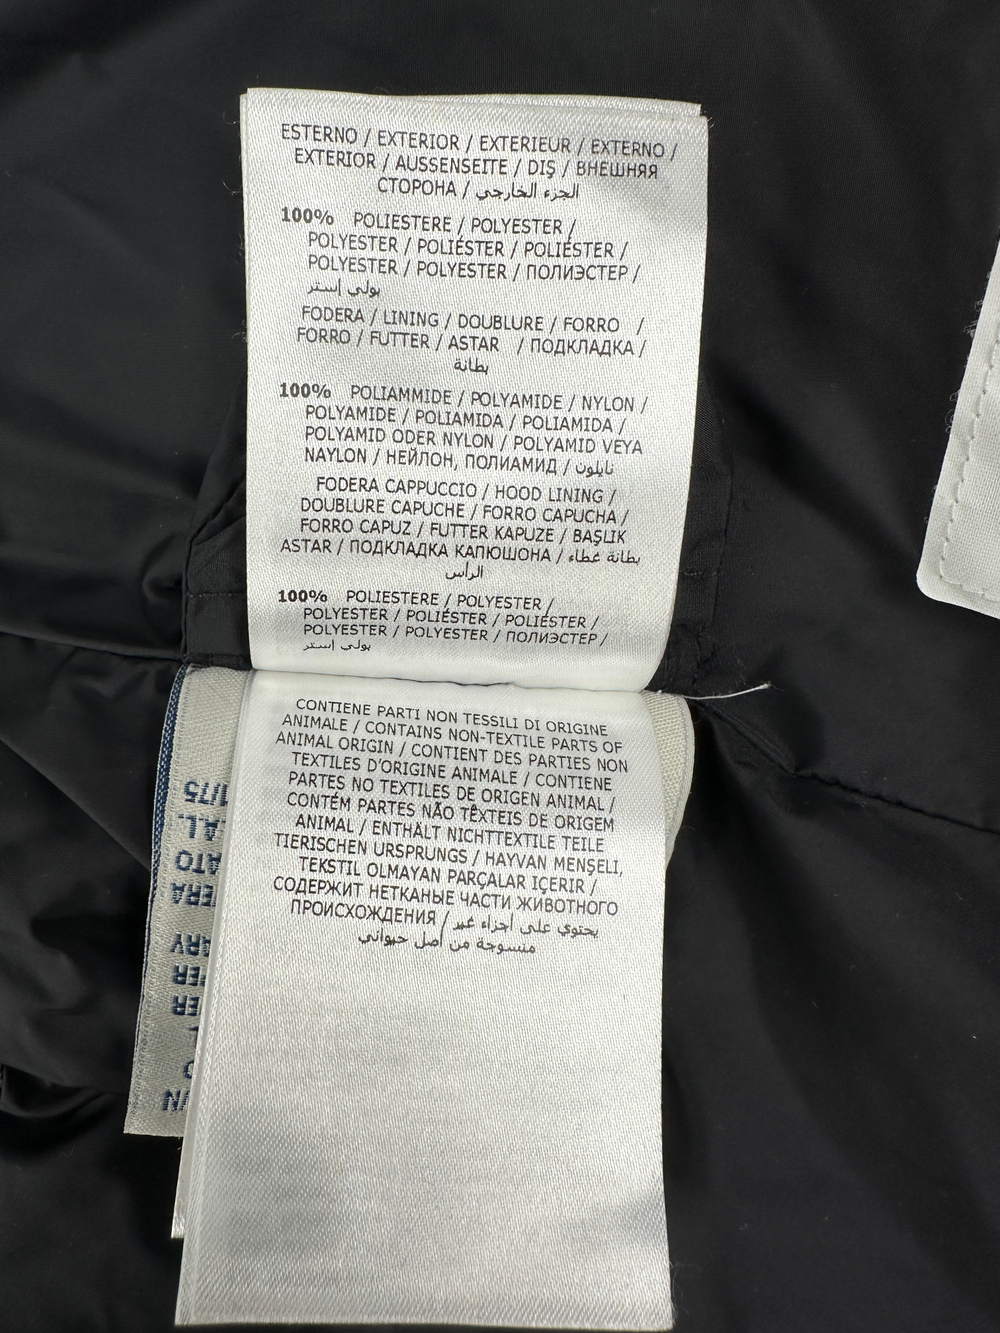 ESTERNO / EXTERIOR / EXTERIEUR / EXTERNO /
EXTERIOR / AUSSENSEITE / DIŞ / ВНЕШНЯЯ
СТОРОНА / الجزء الخارجي
100% POLIESTERE / POLYESTER /
POLYESTER / POLIÉSTER / POLIÉSTER /
POLYESTER / POLYESTER / ПОЛИЭСТЕР /
بولي إستر
FODERA / LINING / DOUBLURE / FORRO /
FORRO / FUTTER / ASTAR / ПОДКЛАДКА /
بطانة
100% POLIAMMIDE / POLYAMIDE / NYLON /
POLYAMIDE / POLIAMIDA / POLIAMIDA /
POLYAMID ODER NYLON / POLYAMID VEYA
NAYLON / НЕЙЛОН, ПОЛИАМИД / نايلون
FODERA CAPPUCCIO / HOOD LINING /
DOUBLURE CAPUCHE / FORRO CAPUCHA /
FORRO CAPUZ / FUTTER KAPUZE / BAŞLIK
ASTAR / ПОДКЛАДКА КАПЮШОНА / بطانة غطاء
الرأس
100% POLIESTERE / POLYESTER /
POLYESTER / POLIÉSTER / POLIÉSTER /
POLYESTER / POLYESTER / ПОЛИЭСТЕР /
بولي إستر
CONTIENE PARTI NON TESSILI DI ORIGINE
ANIMALE / CONTAINS NON-TEXTILE PARTS OF
ANIMAL ORIGIN / CONTIENT DES PARTIES NON
TEXTILES D'ORIGINE ANIMALE / CONTIENE
PARTES NO TEXTILES DE ORIGEN ANIMAL /
CONTÉM PARTES NÃO TÊXTEIS DE ORIGEM
ANIMAL / ENTHÄLT NICHTTEXTILE TEILE
TIERISCHEN URSPRUNGS / HAYVAN MENŞELİ,
TEKSTIL OLMAYAN PARÇALAR IÇERIR /
СОДЕРЖИТ НЕТКАНЫЕ ЧАСТИ ЖИВОТНОГО
ПРОИСХОЖДЕНИЯ / يحتوي على أجزاء غير
منسوجة من أصل حيواني